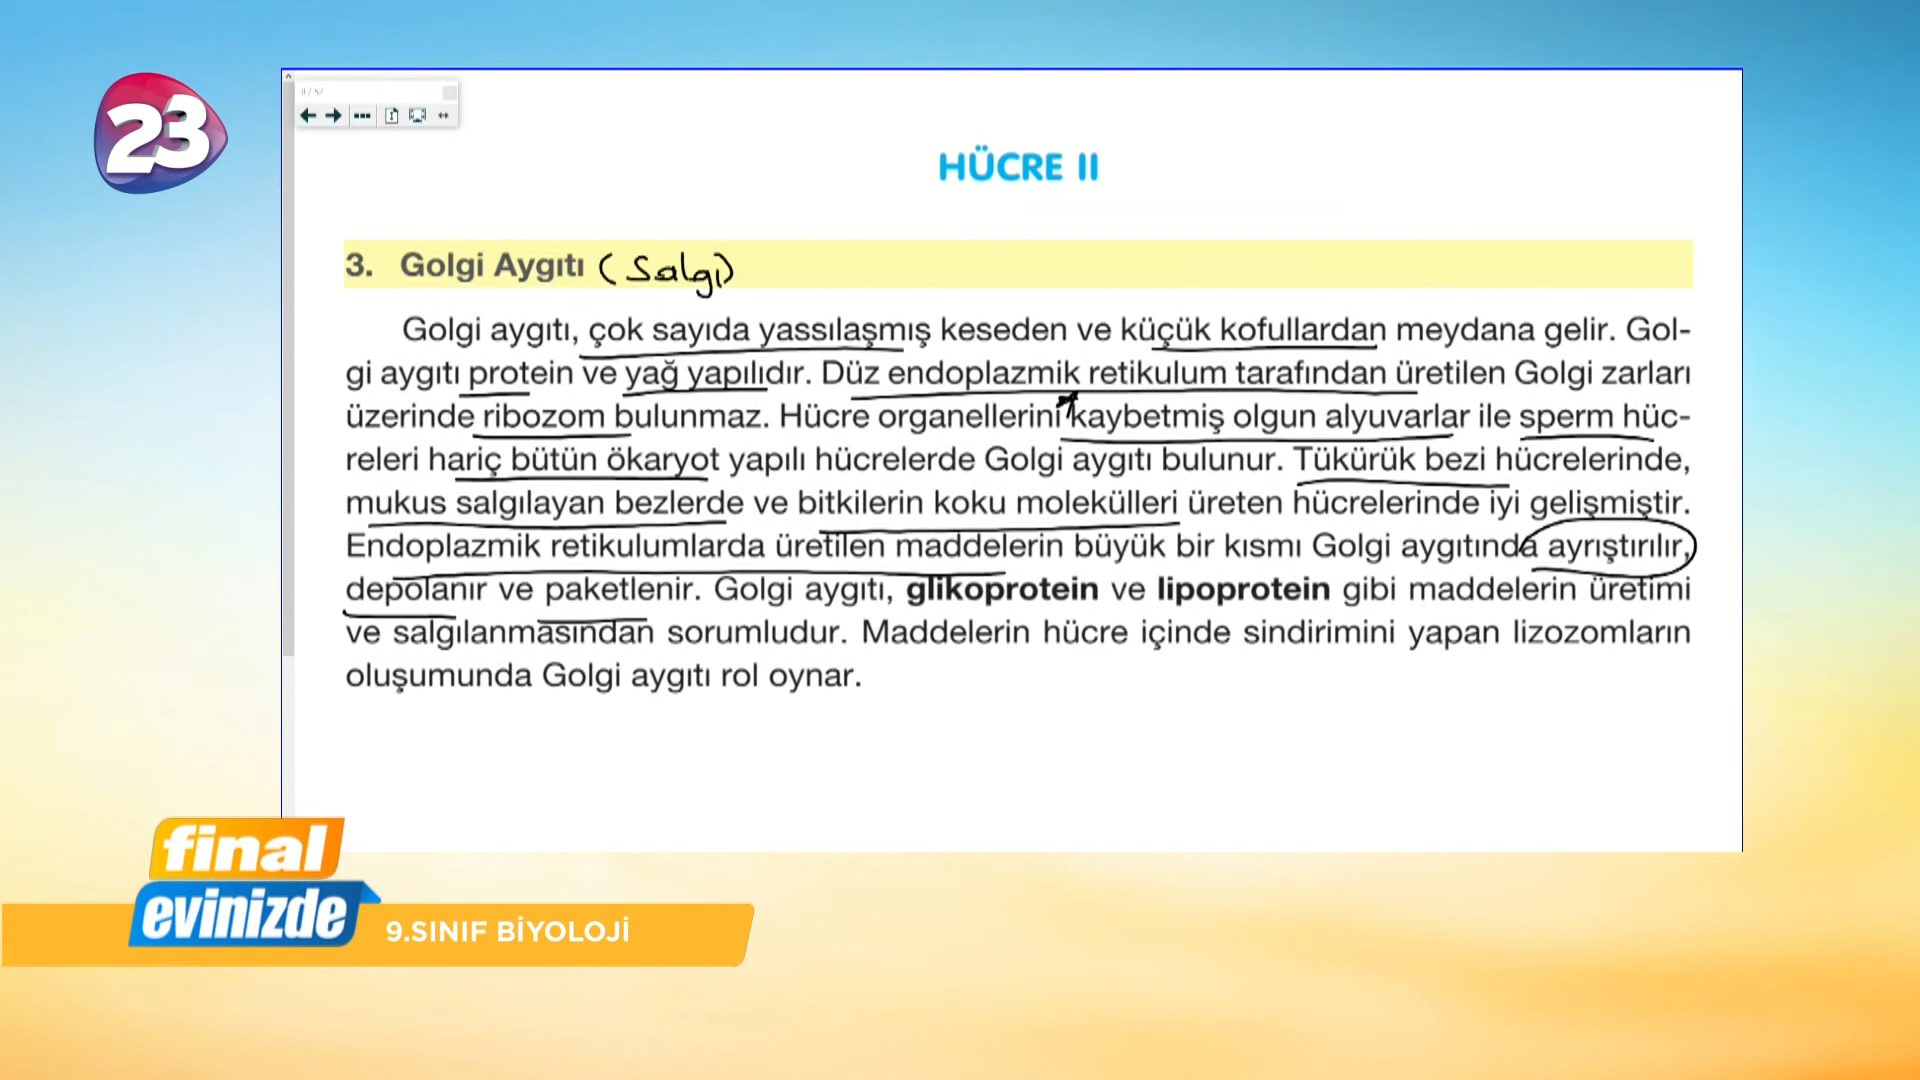 23
HÜCRE II
3. Golgi Aygıtı (Salgı)
Golgi aygıtı, çok sayıda yassılaşmış keseden ve küçük kofullardan meydana gelir. Gol-
gi aygıtı protein ve yağ yapılıdır. Düz endoplazmik retikulum tarafından üretilen Golgi zarları
üzerinde ribozom bulunmaz. Hücre organellerini kaybetmiş olgun alyuvarlar ile sperm hüc-
releri hariç bütün ökaryot yapılı hücrelerde Golgi aygıtı bulunur. Tükürük bezi hücrelerinde,
mukus salgılayan bezlerde ve bitkilerin koku molekülleri üreten hücrelerinde iyi gelişmiştir.
Endoplazmik retikulumlarda üretilen maddelerin büyük bir kısmı Golgi aygıtında ayrıştırılır,
depolanır ve paketlenir. Golgi aygıtı, glikoprotein ve lipoprotein gibi maddelerin üretimi
ve salgılanmasından sorumludur. Maddelerin hücre içinde sindirimini yapan lizozomların
oluşumunda Golgi aygıtı rol oynar.
final
evinizde
9.SINIF BİYOLOJİ